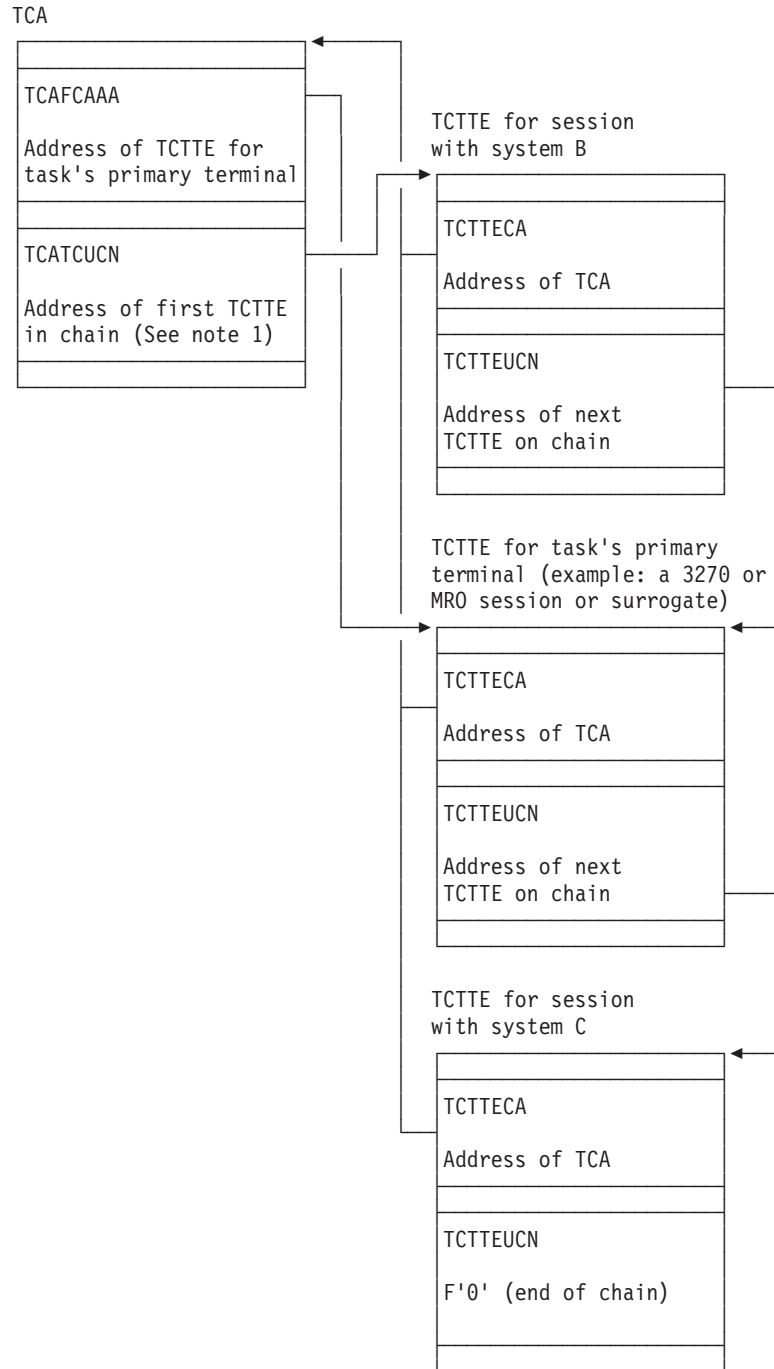 TCA
TCAFCAAA
Address of TCTTE for
task's primary terminal
TCATCUCN
Address of first TCTTE
in chain (See note 1)
TCTTE for session
with system B
TCTTECA
Address of TCA
TCTTEUCN
Address of next
TCTTE on chain
TCTTE for task's primary
terminal (example: a 3270 or
MRO session or surrogate)
TCTTECA
Address of TCA
TCTTEUCN
Address of next
TCTTE on chain
TCTTE for session
with system C
TCTTECA
Address of TCA
TCTTEUCN
F'0' (end of chain)